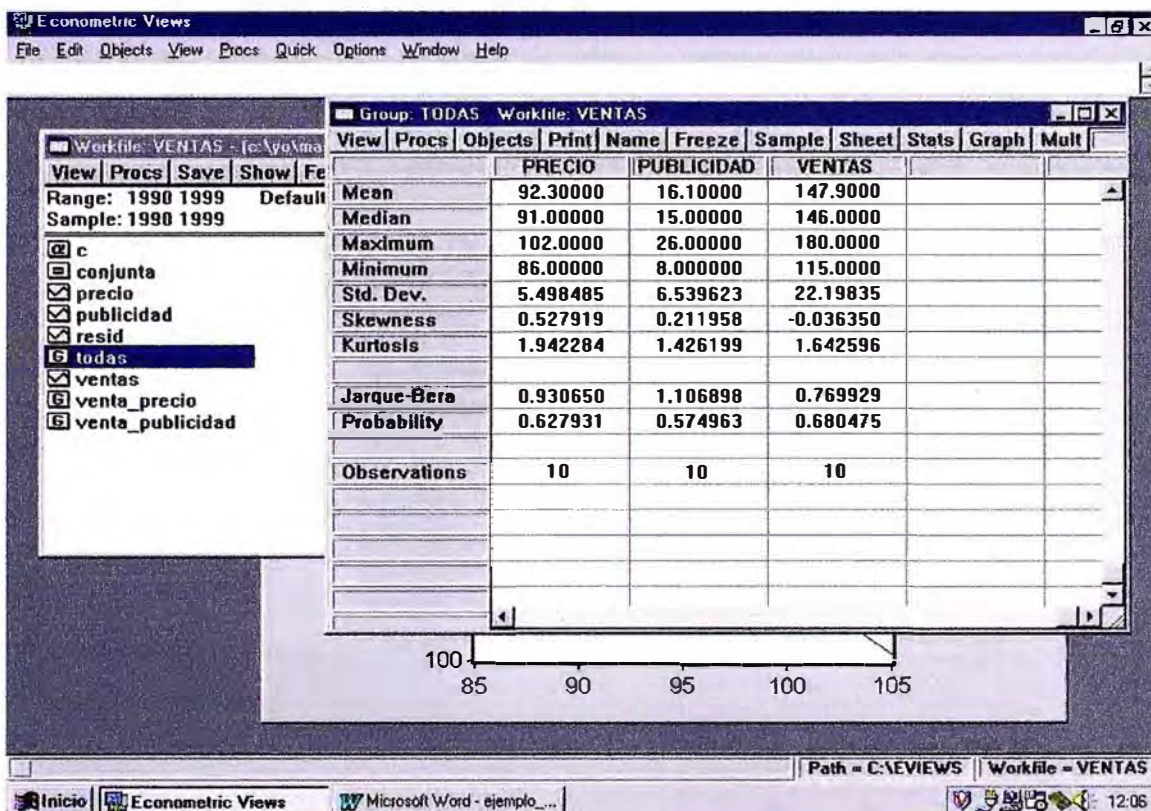 Econometric Views
File Edit Objects View Procs Quick Options Window Help
Workfile: VENTAS - [c:\yo\ma
View Procs Save Show Fe
Range: 1990 1999 Default
Sample: 1990 1999
c
conjunta
precio
publicidad
resid
G todas
ventas
G venta_precio
G venta_publicidad
Group: TODAS Workfile: VENTAS
View Procs Objects Print Name Freeze Sample Sheet Stats Graph Mult
PRECIO PUBLICIDAD VENTAS
Mean 92.30000 16.10000 147.9000
Median 91.00000 15.00000 146.0000
Maximum 102.0000 26.00000 180.0000
Minimum 86.00000 8.000000 115.0000
Std. Dev. 5.498485 6.539623 22.19835
Skewness 0.527919 0.211958 -0.036350
Kurtosis 1.942284 1.426199 1.642596
Jarque-Bera 0.930650 1.106898 0.769929
Probability 0.627931 0.574963 0.680475
Observations 10 10 10
100
85 90 95 100 105
Path = C:\EVIEWS Workfile = VENTAS
Inicio Econometric Views Microsoft Word - ejemplo_... 12:06